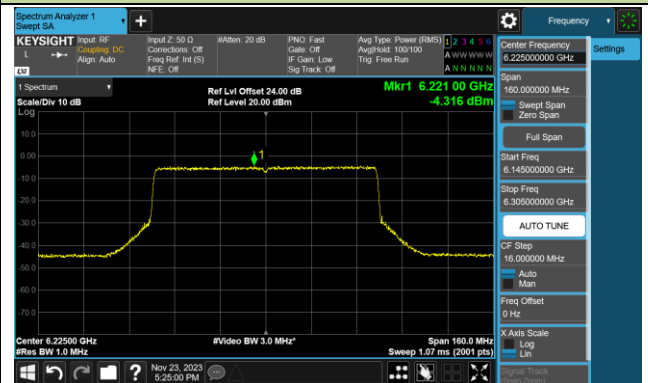 Spectrum Analyzer 1
Swept SA
Frequency
KEYSIGHT
Input: RF
Coupling: DC
Align: Auto
Input Z: 50 Ω
Corrections: Off
Freq Ref: Int (S)
NFE: Off
#Atten: 20 dB
PNO: Fast
Gate: Off
IF Gain: Low
Sig Track: Off
Avg Type: Power (RMS)
Avg|Hold: 100/100
Trig: Free Run
1 2 3 4 5 6
A W W W W W
A N N N N N
L
LXI
1 Spectrum
Scale/Div 10 dB
Log
Ref Lvl Offset 24.00 dB
Ref Level 20.00 dBm
Mkr1 6.221 00 GHz
-4.316 dBm
10.0
0.00
-10.0
-20.0
-30.0
-40.0
-50.0
-60.0
-70.0
1
Center 6.22500 GHz
#Res BW 1.0 MHz
#Video BW 3.0 MHz*
Span 160.0 MHz
Sweep 1.07 ms (2001 pts)
Nov 23, 2023
5:25:00 PM
Center Frequency
6.225000000 GHz
Settings
Span
160.000000 MHz
Swept Span
Zero Span
Full Span
Start Freq
6.145000000 GHz
Stop Freq
6.305000000 GHz
AUTO TUNE
CF Step
16.000000 MHz
Auto
Man
Freq Offset
0 Hz
X Axis Scale
Log
Lin
Signal Track